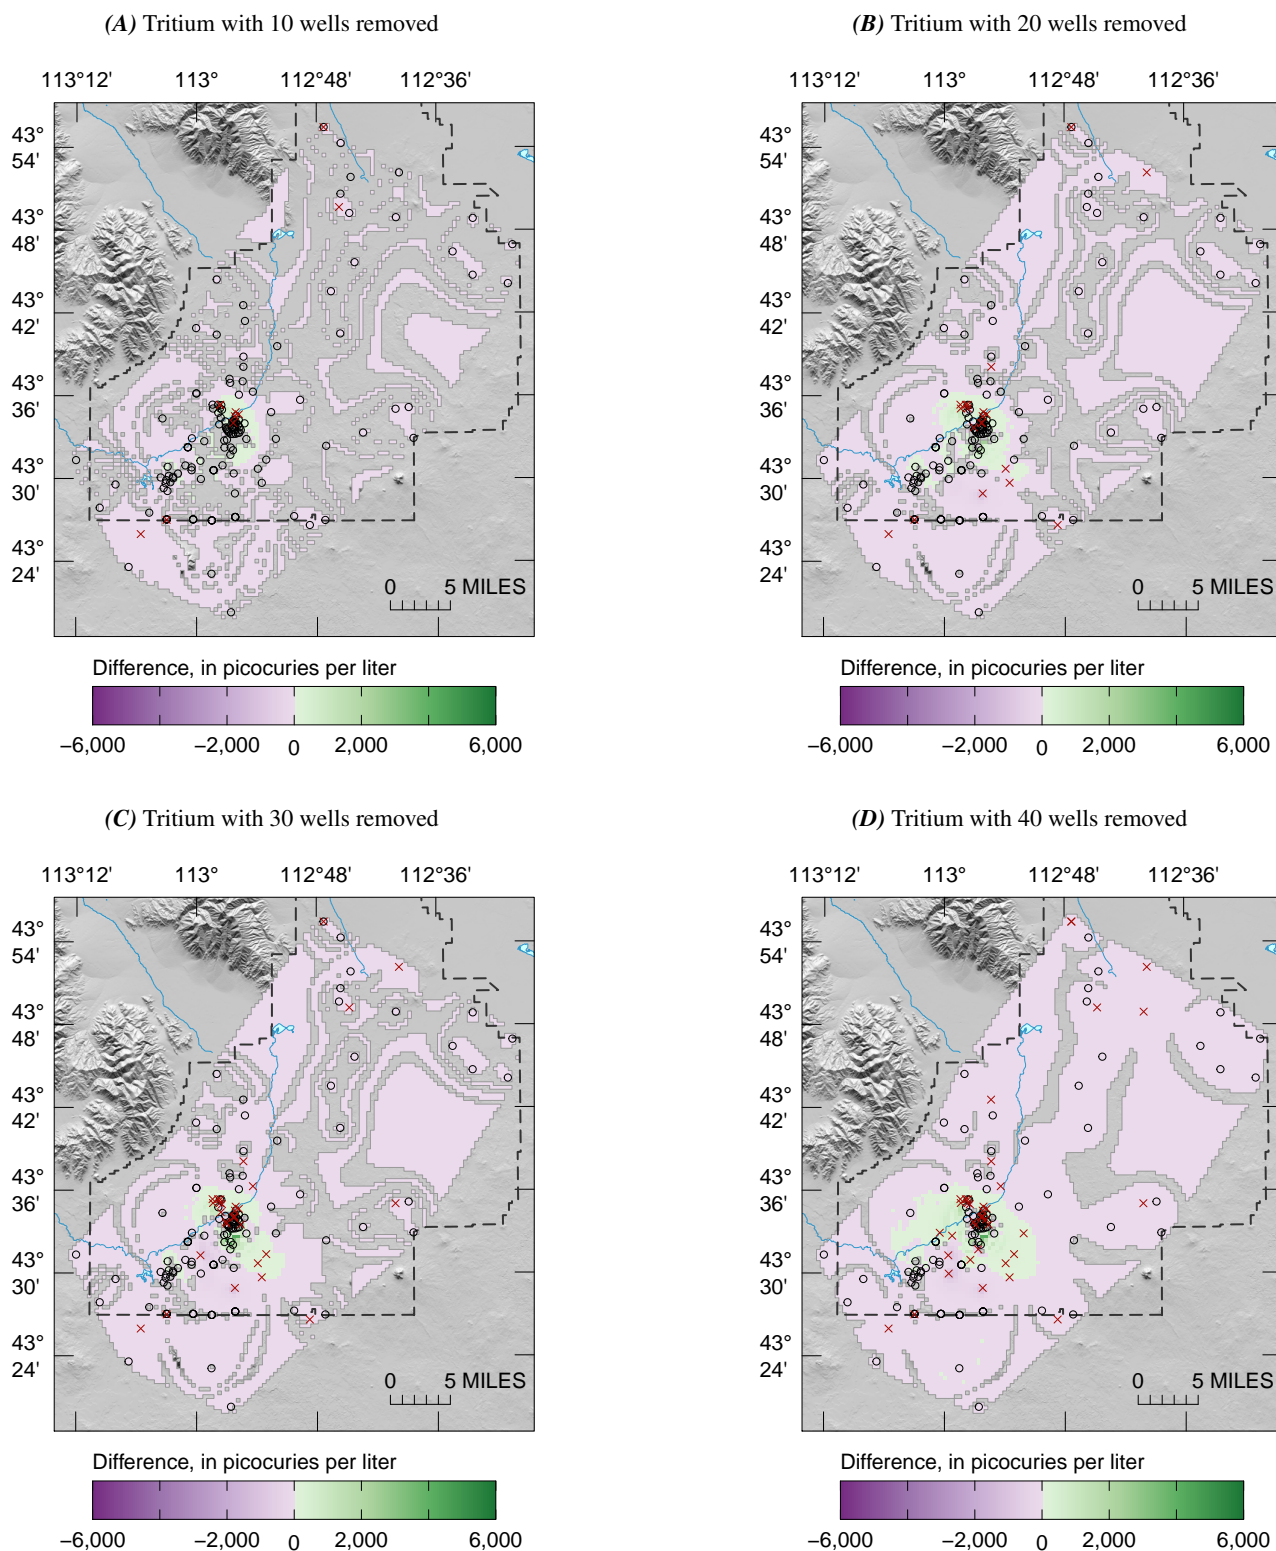 (A) Tritium with 10 wells removed
113°12' 113° 112°48' 112°36'
43°
54'
43°
48'
43°
42'
43°
36'
43°
30'
43°
24'
0 5 MILES
Difference, in picocuries per liter
−6,000 −2,000 0 2,000 6,000
(B) Tritium with 20 wells removed
113°12' 113° 112°48' 112°36'
43°
54'
43°
48'
43°
42'
43°
36'
43°
30'
43°
24'
0 5 MILES
Difference, in picocuries per liter
−6,000 −2,000 0 2,000 6,000
(C) Tritium with 30 wells removed
113°12' 113° 112°48' 112°36'
43°
54'
43°
48'
43°
42'
43°
36'
43°
30'
43°
24'
0 5 MILES
Difference, in picocuries per liter
−6,000 −2,000 0 2,000 6,000
(D) Tritium with 40 wells removed
113°12' 113° 112°48' 112°36'
43°
54'
43°
48'
43°
42'
43°
36'
43°
30'
43°
24'
0 5 MILES
Difference, in picocuries per liter
−6,000 −2,000 0 2,000 6,000